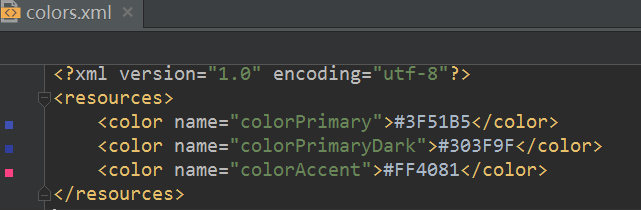 colors.xml
<?xml version="1.0" encoding="utf-8"?>
<resources>
<color name="colorPrimary">#3F51B5</color>
<color name="colorPrimaryDark">#303F9F</color>
<color name="colorAccent">#FF4081</color>
</resources>